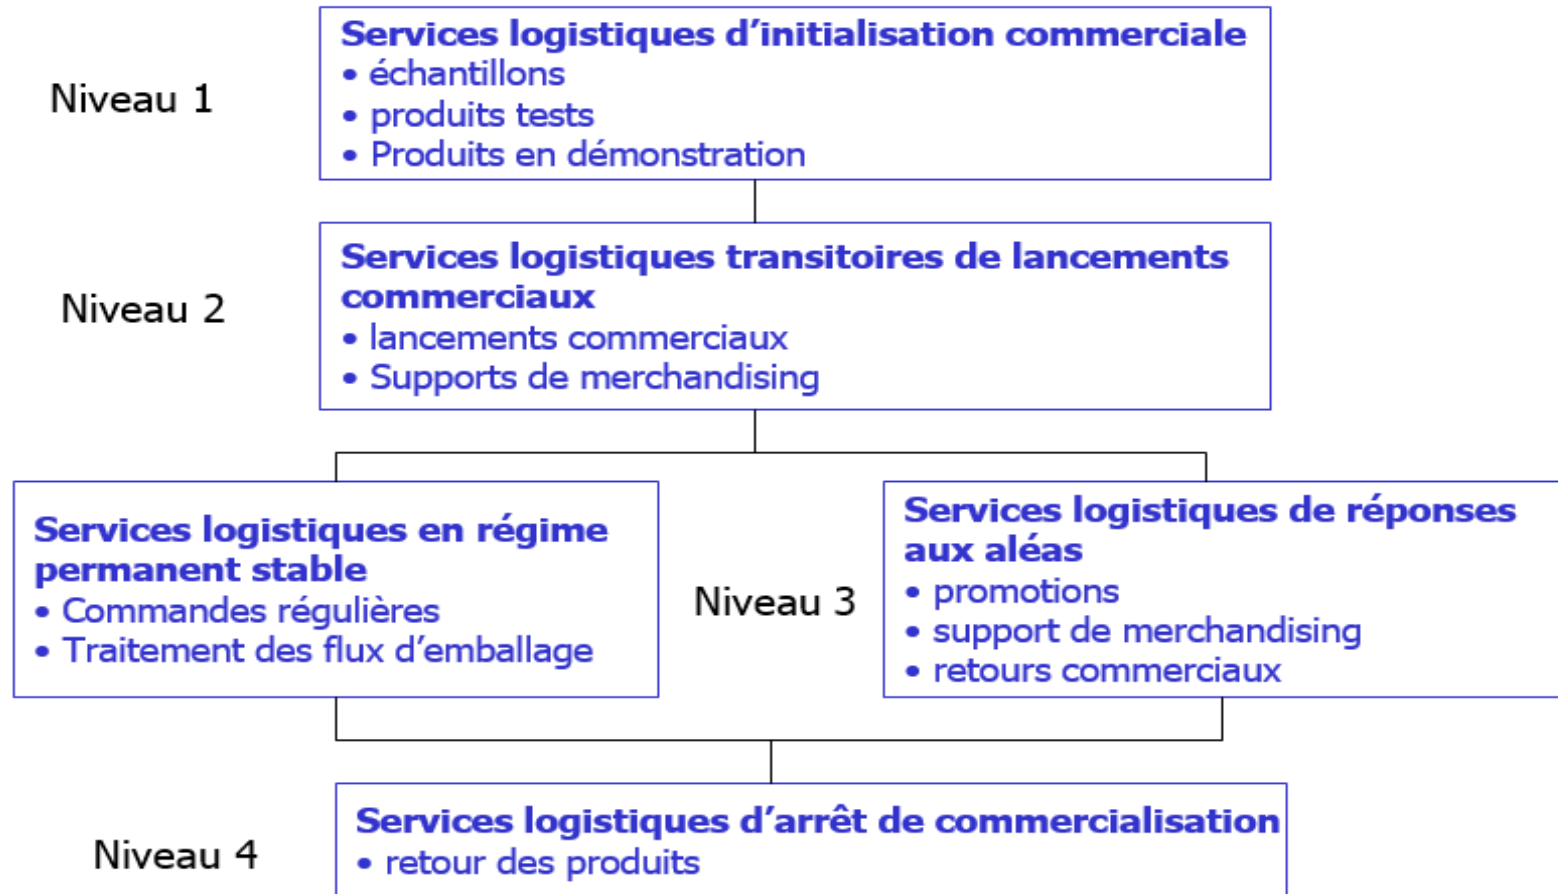 Niveau 1
Services logistiques d’initialisation commerciale
• échantillons
• produits tests
• Produits en démonstration
Niveau 2
Services logistiques transitoires de lancements
commerciaux
• lancements commerciaux
• Supports de merchandising
Services logistiques en régime
permanent stable
• Commandes régulières
• Traitement des flux d’emballage
Niveau 3
Services logistiques de réponses
aux aléas
• promotions
• support de merchandising
• retours commerciaux
Niveau 4
Services logistiques d’arrêt de commercialisation
• retour des produits